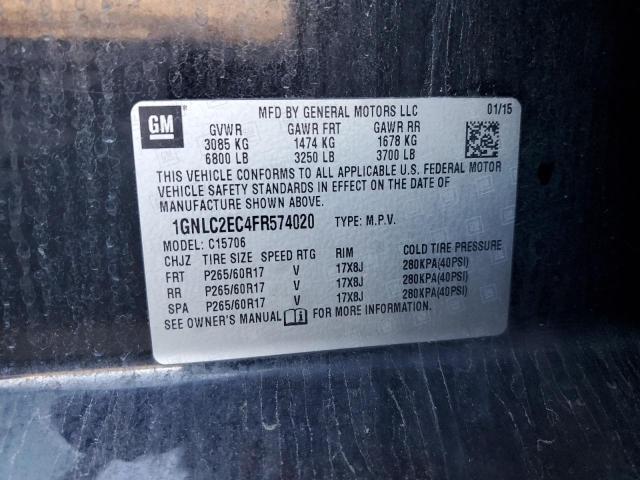 GM
MFD BY GENERAL MOTORS LLC 01/15
GVWR GAWR FRT GAWR RR
3085 KG 1474 KG 1678 KG
6800 LB 3250 LB 3700 LB
THIS VEHICLE CONFORMS TO ALL APPLICABLE U.S. FEDERAL MOTOR
VEHICLE SAFETY STANDARDS IN EFFECT ON THE DATE OF
MANUFACTURE SHOWN ABOVE.
1GNLC2EC4FR574020 TYPE: M.P.V.
MODEL: C15706
CHJZ TIRE SIZE SPEED RTG RIM COLD TIRE PRESSURE
FRT P265/60R17 V 17X8J 280KPA(40PSI)
RR P265/60R17 V 17X8J 280KPA(40PSI)
SPA P265/60R17 V 17X8J 280KPA(40PSI)
SEE OWNER'S MANUAL FOR MORE INFORMATION.